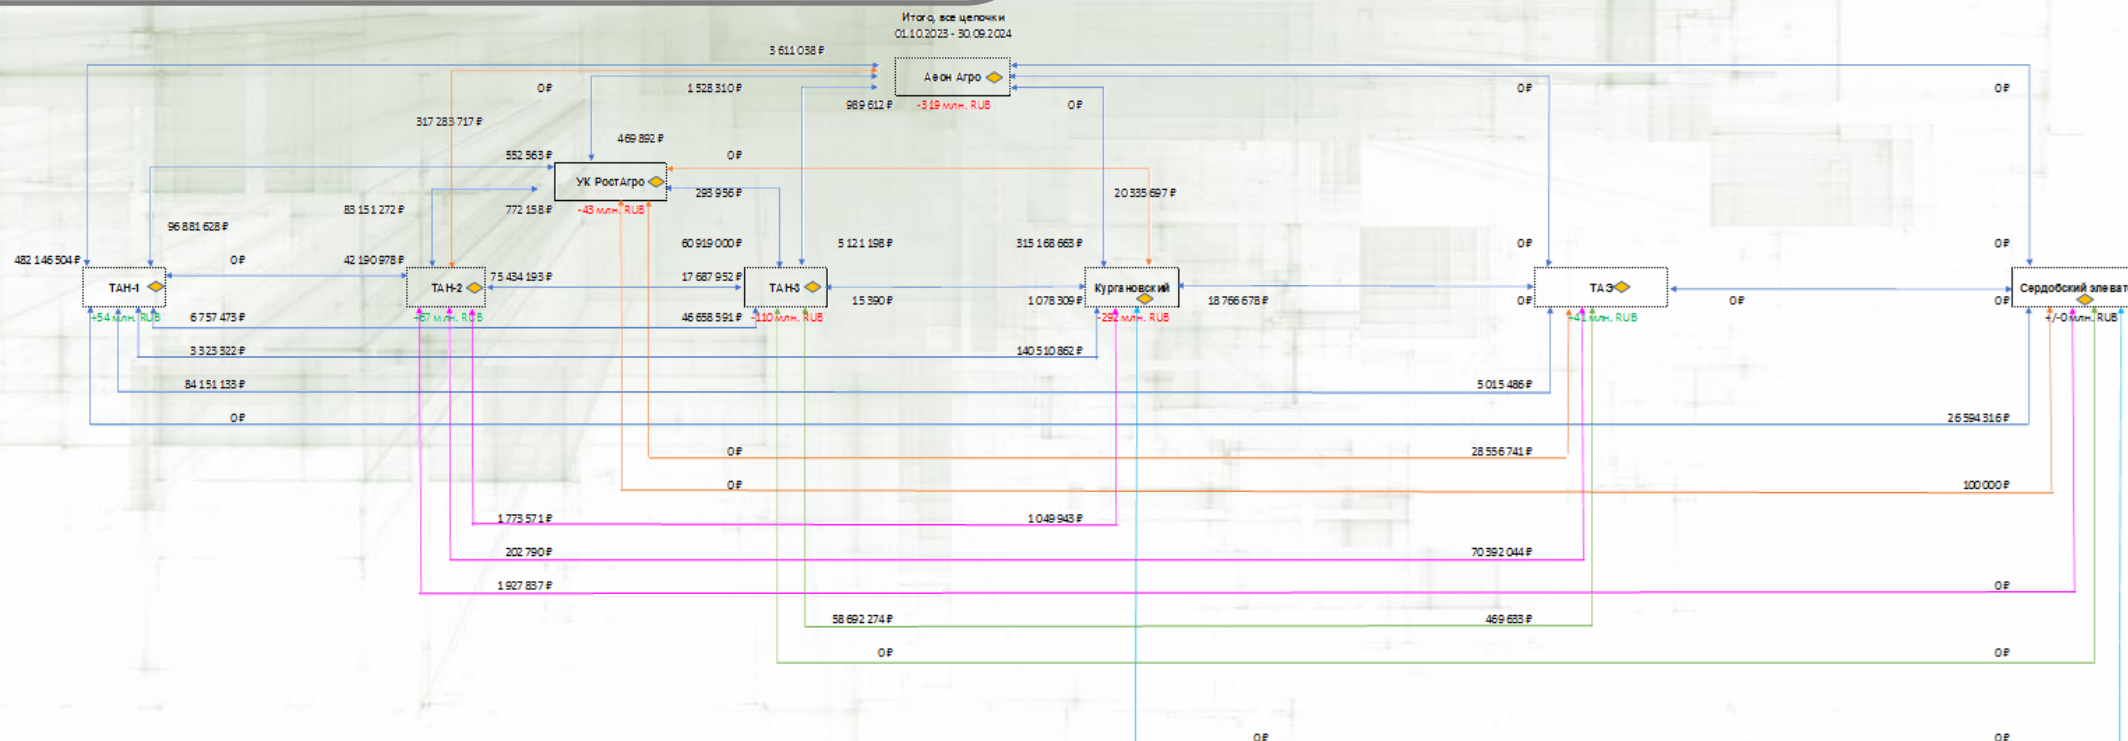 Итого, все цепочки
01.10.2023 - 30.09.2024
3 611 038 ₽
Аеон Агро
0 ₽
1 528 310 ₽
0 ₽
0 ₽
989 612 ₽
-319 млн. RUB
0 ₽
317 283 717 ₽
469 892 ₽
552 563 ₽
0 ₽
УК РостАгро
293 956 ₽
20 335 697 ₽
83 151 272 ₽
772 158 ₽
-43 млн. RUB
96 881 628 ₽
60 919 000 ₽
5 121 198 ₽
315 168 663 ₽
0 ₽
0 ₽
482 146 504 ₽
0 ₽
42 190 978 ₽
75 434 193 ₽
17 687 952 ₽
ТАН-1
ТАН-2
ТАН-3
Кургановский
ТАЭ
Сердобский элеват
15 390 ₽
1 078 309 ₽
18 766 678 ₽
0 ₽
0 ₽
0 ₽
+54 млн. RUB
6 757 473 ₽
+67 млн. RUB
46 658 591 ₽
-110 млн. RUB
-292 млн. RUB
+41 млн. RUB
+/-0 млн. RUB
3 323 322 ₽
140 510 862 ₽
84 151 133 ₽
5 015 486 ₽
0 ₽
26 594 316 ₽
0 ₽
28 556 741 ₽
0 ₽
100 000 ₽
1 773 571 ₽
1 049 943 ₽
202 790 ₽
70 392 044 ₽
1 927 837 ₽
0 ₽
58 692 274 ₽
469 633 ₽
0 ₽
0 ₽
0 ₽
0 ₽